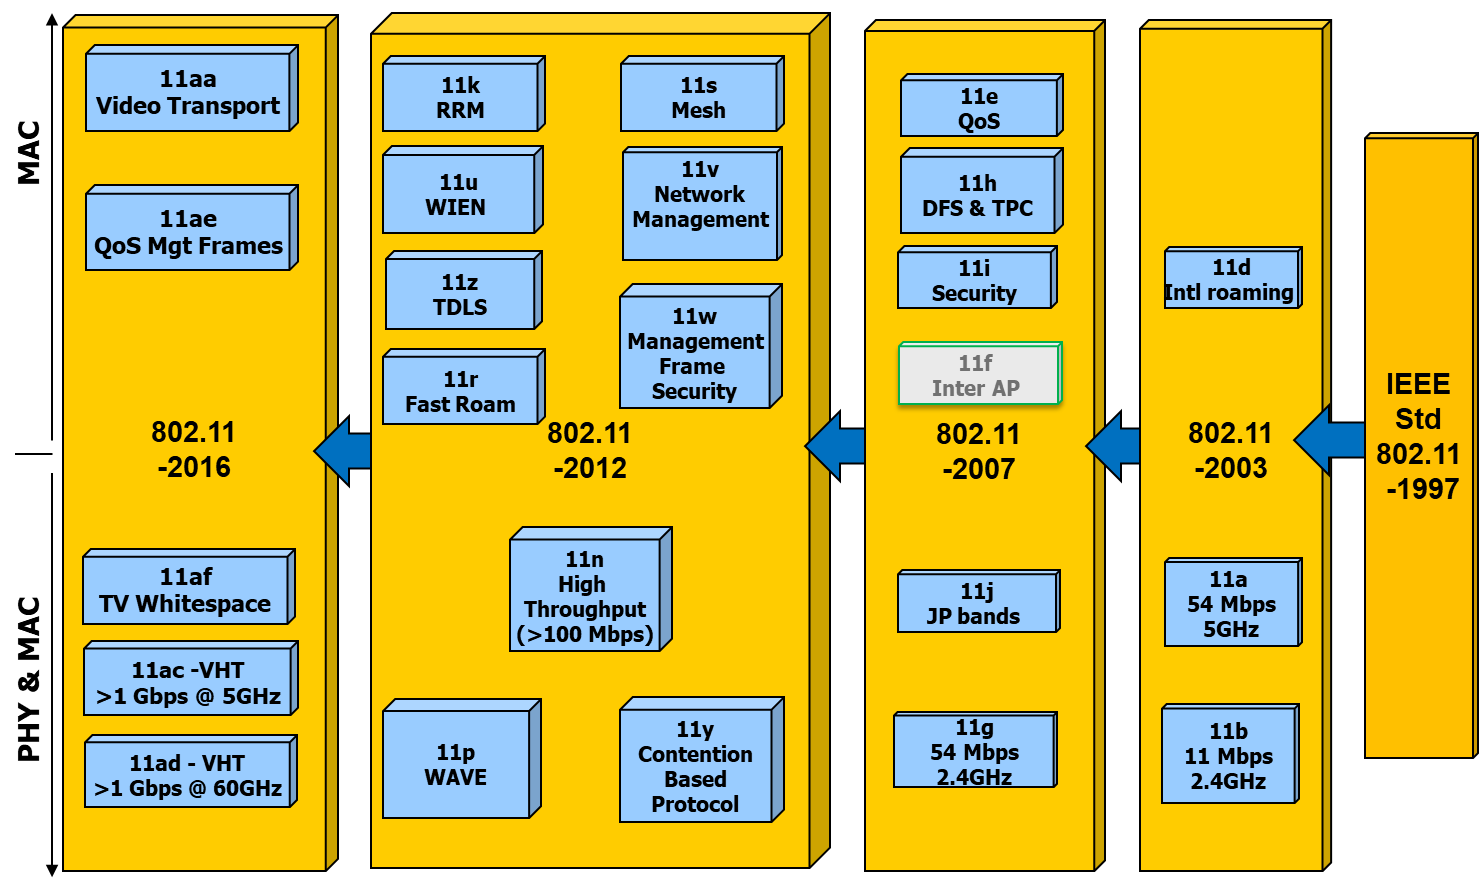 MAC
PHY & MAC
11aa
Video Transport
11ae
QoS Mgt Frames
802.11
-2016
11af
TV Whitespace
11ac -VHT
>1 Gbps @ 5GHz
11ad - VHT
>1 Gbps @ 60GHz
11k
RRM
11s
Mesh
11u
WIEN
11v
Network
Management
11z
TDLS
11w
Management
Frame
Security
11r
Fast Roam
802.11
-2012
11n
High
Throughput
(>100 Mbps)
11p
WAVE
11y
Contention
Based
Protocol
11e
QoS
11h
DFS & TPC
11i
Security
11f
Inter AP
802.11
-2007
11j
JP bands
11g
54 Mbps
2.4GHz
11d
Intl roaming
802.11
-2003
11a
54 Mbps
5GHz
11b
11 Mbps
2.4GHz
IEEE
Std
802.11
-1997